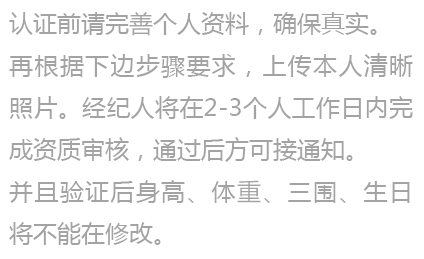 认证前请完善个人资料，确保真实。
再根据下边步骤要求，上传本人清晰
照片。经纪人将在2-3个人工作日内完
成资质审核，通过后方可接通知。
并且验证后身高、体重、三围、生日
将不能在修改。